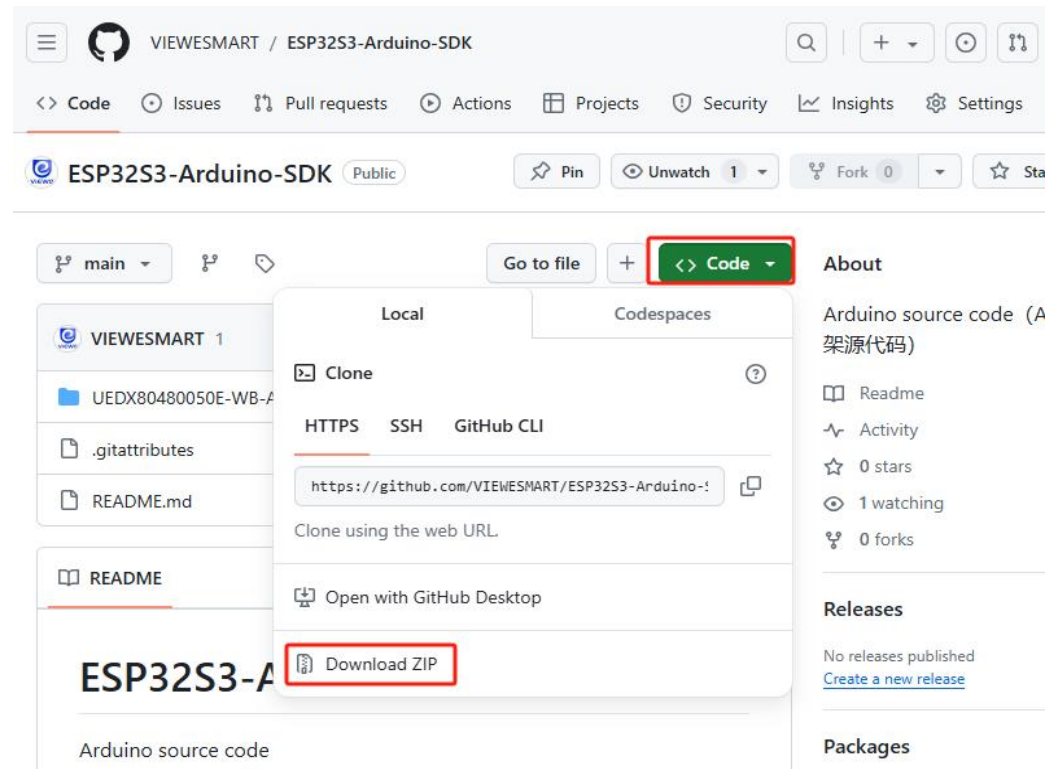 VIEWESMART / ESP32S3-Arduino-SDK
Code Issues Pull requests Actions Projects Security Insights Settings
ESP32S3-Arduino-SDK Public Pin Unwatch 1 Fork 0 Sta
main Go to file + Code
Local Codespaces
VIEWESMART 1
Clone
UEDX80480050E-WB-A
HTTPS SSH GitHub CLI
.gitattributes
https://github.com/VIEWESMART/ESP32S3-Arduino-S
README.md
Clone using the web URL.
README
Open with GitHub Desktop
Download ZIP
ESP32S3-A
Arduino source code
About
Arduino source code（A
架源代码）
Readme
Activity
0 stars
1 watching
0 forks
Releases
No releases published
Create a new release
Packages